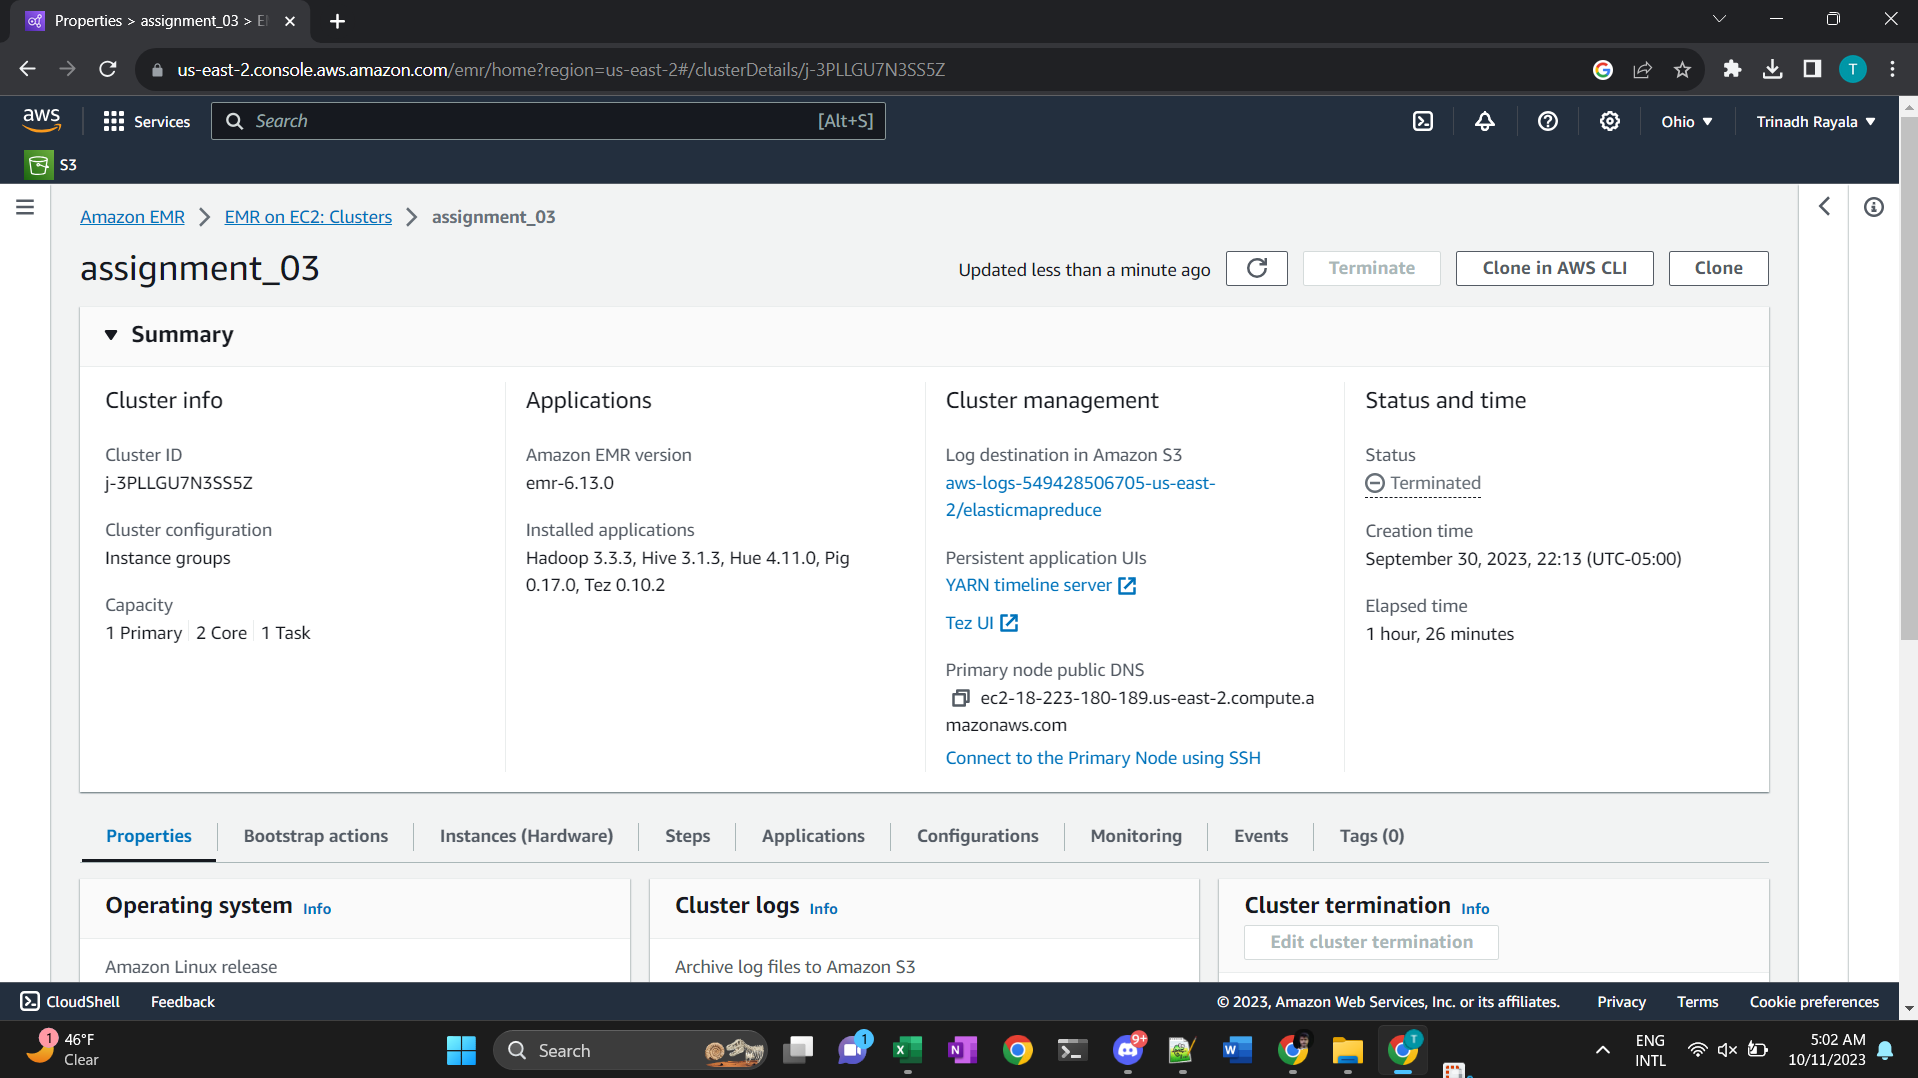 Properties > assignment_03 > E
us-east-2.console.aws.amazon.com/emr/home?region=us-east-2#/clusterDetails/j-3PLLGU7N3SS5Z
T
aws
Services
Search
[Alt+S]
Ohio
Trinadh Rayala
S3
Amazon EMR
EMR on EC2: Clusters
assignment_03
assignment_03
Updated less than a minute ago
Terminate
Clone in AWS CLI
Clone
Summary
Cluster info
Cluster ID
j-3PLLGU7N3SS5Z
Cluster configuration
Instance groups
Capacity
1 Primary
2 Core
1 Task
Applications
Amazon EMR version
emr-6.13.0
Installed applications
Hadoop 3.3.3, Hive 3.1.3, Hue 4.11.0, Pig
0.17.0, Tez 0.10.2
Cluster management
Log destination in Amazon S3
aws-logs-549428506705-us-east-
2/elasticmapreduce
Persistent application UIs
YARN timeline server
Tez UI
Primary node public DNS
ec2-18-223-180-189.us-east-2.compute.a
mazonaws.com
Connect to the Primary Node using SSH
Status and time
Status
Terminated
Creation time
September 30, 2023, 22:13 (UTC-05:00)
Elapsed time
1 hour, 26 minutes
Properties
Bootstrap actions
Instances (Hardware)
Steps
Applications
Configurations
Monitoring
Events
Tags (0)
Operating system
Info
Amazon Linux release
Cluster logs
Info
Archive log files to Amazon S3
Cluster termination
Info
Edit cluster termination
CloudShell
Feedback
© 2023, Amazon Web Services, Inc. or its affiliates.
Privacy
Terms
Cookie preferences
1
46°F
Clear
Search
1
9+
T
ENG
INTL
5:02 AM
10/11/2023